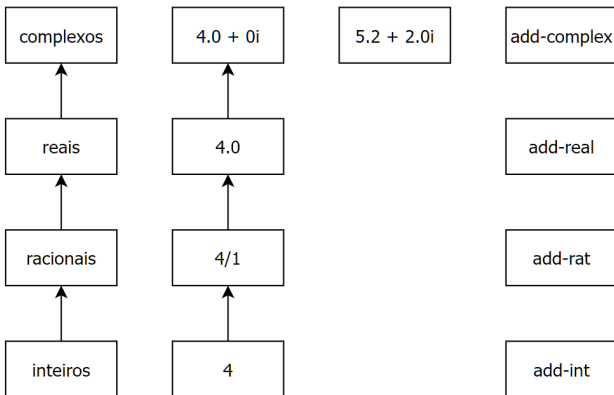 complexos
4.0 + 0i
5.2 + 2.0i
add-complex
reais
4.0
add-real
racionais
4/1
add-rat
inteiros
4
add-int